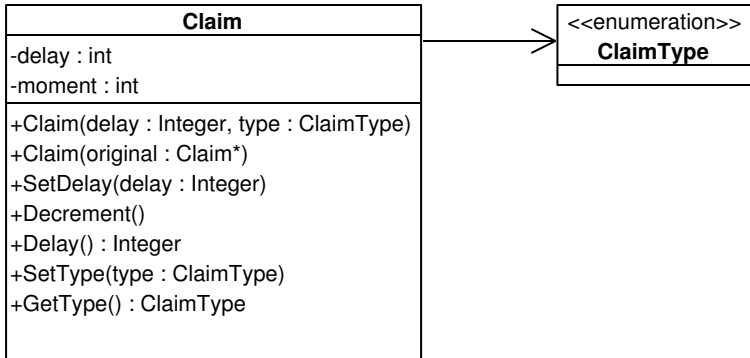 Claim
-delay : int
-moment : int
+Claim(delay : Integer, type : ClaimType)
+Claim(original : Claim*)
+SetDelay(delay : Integer)
+Decrement()
+Delay() : Integer
+SetType(type : ClaimType)
+GetType() : ClaimType
<<enumeration>>
ClaimType